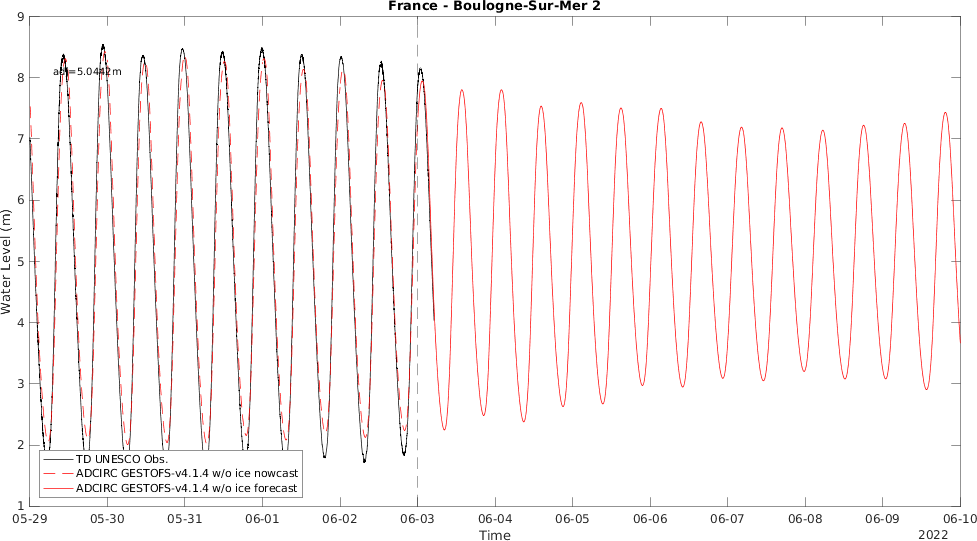 France - Boulogne-Sur-Mer 2
9
8
7
6
5
4
3
2
1
Water Level (m)
=5.0442m
TD UNESCO Obs.
ADCIRC GESTOFS-v4.1.4 w/o ice nowcast
ADCIRC GESTOFS-v4.1.4 w/o ice forecast
05-29 05-30 05-31 06-01 06-02 06-03 06-04 06-05 06-06 06-07 06-08 06-09 06-10
Time
2022